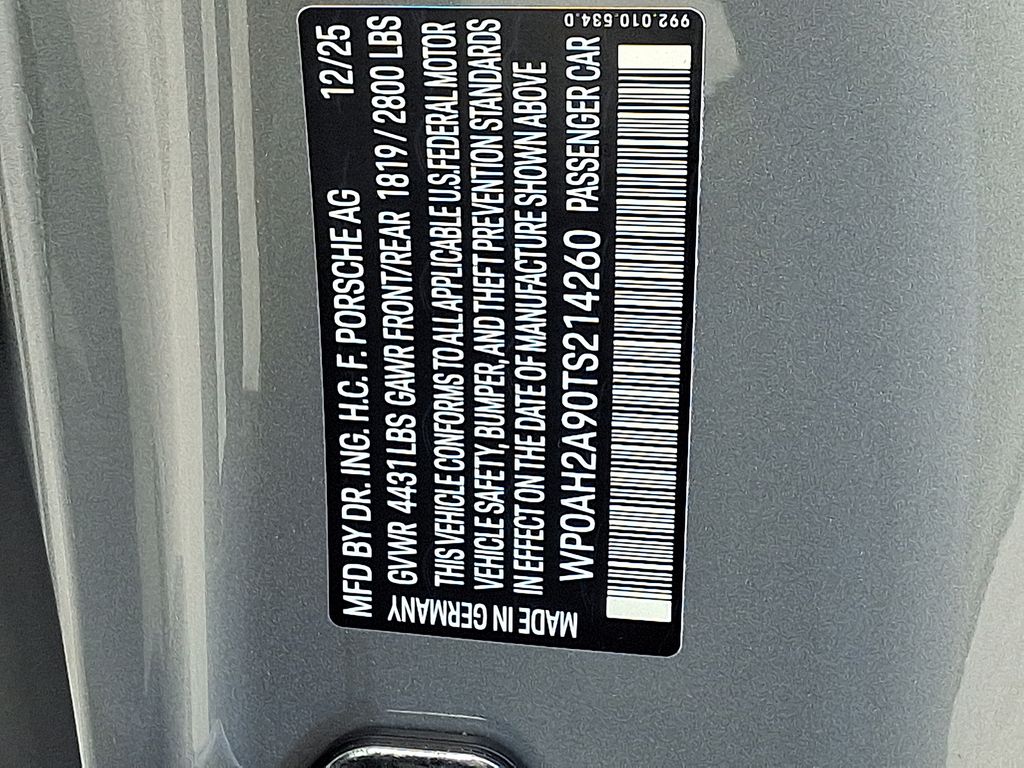 MFD BY DR. ING. H.C. F. PORSCHE AG 12/25
GVWR 4431 LBS GAWR FRONT/REAR 1819 / 2800 LBS
THIS VEHICLE CONFORMS TO ALL APPLICABLE U.S. FEDERAL MOTOR
VEHICLE SAFETY, BUMPER, AND THEFT PREVENTION STANDARDS
IN EFFECT ON THE DATE OF MANUFACTURE SHOWN ABOVE
WP0AH2A90TS214260 PASSENGER CAR
MADE IN GERMANY
992.010.534.D